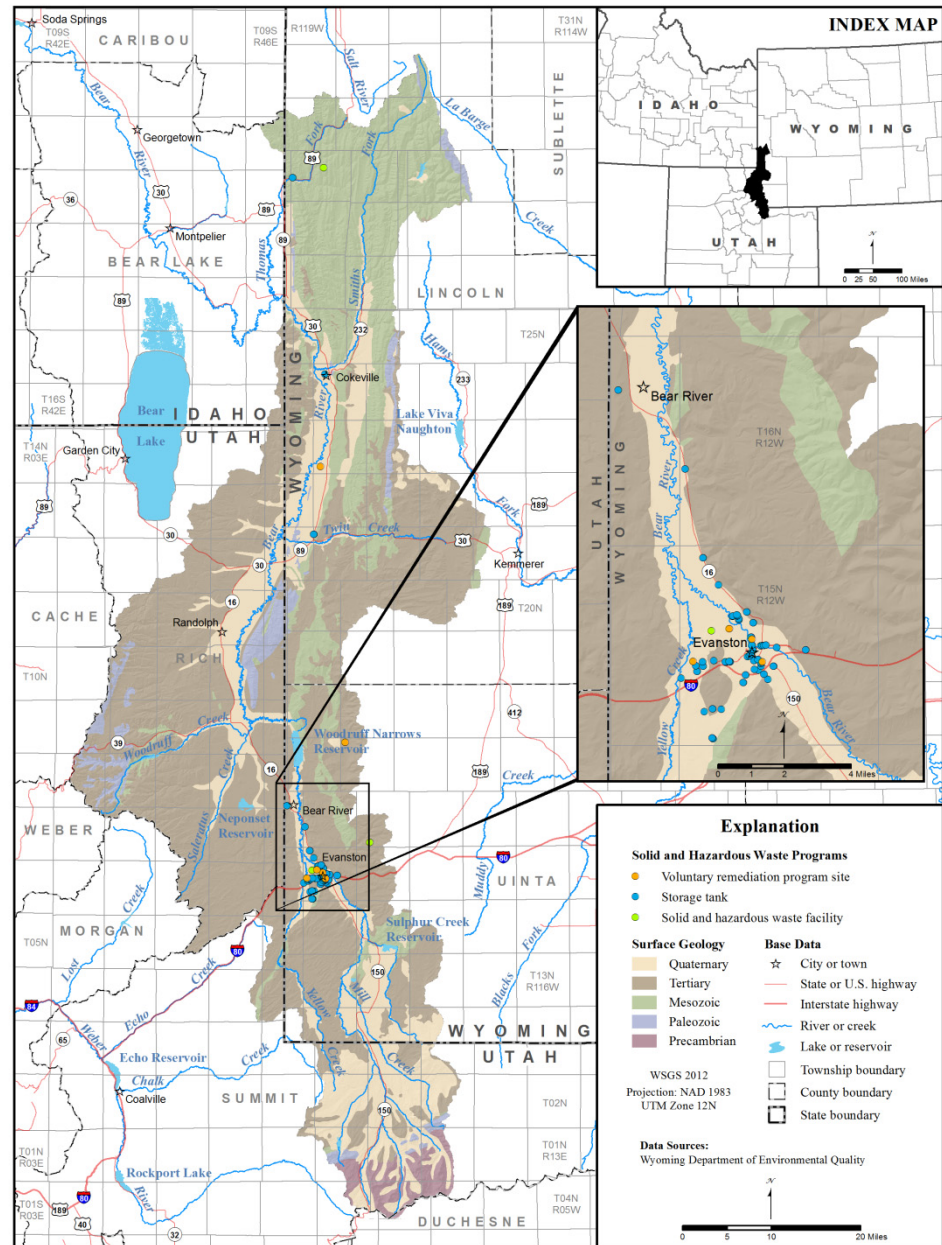 Soda Springs
T09S
R42E
CARIBOU
T09S
R46E
R119W
Salt River
T31N
R114W
SUBLETTE
Bear River
Georgetown
30
Fork
Fork
La Barge
Creek
89
36
89
Montpelier
BEAR LAKE
89
89
Thomas
Smiths
LINCOLN
30
232
T25N
Hams
233
Cokeville
WYOMING
River
T16S
R42E
Bear
Lake
IDAHO
UTAH
Lake Viva
Naughton
T14N
R03E
Garden City
89
Fork
189
30
Bear
Twin Creek
30
89
30
Kemmerer
CACHE
16
189
T20N
Randolph
RICH
T10N
412
Woodruff Narrows
Reservoir
39
Woodruff Creek
Creek
16
189
Creek
Bear River
Neponset
Reservoir
Saleratus
WEBER
Evanston
80
Muddy
UINTA
Creek
MORGAN
Sulphur Creek
Reservoir
T05N
80
Lost
Creek
150
Fork
Blacks
T13N
R116W
84
Echo
Yellow
Mill
WYOMING
UTAH
Weber
65
Echo Reservoir
Creek
Creek
Creek
Chalk
Coalville
SUMMIT
150
T02N
T01N
R03E
T01N
R13E
Rockport Lake
80
River
T01S
R03E
189
40
32
DUCHESNE
T04N
R05W
INDEX MAP
IDAHO
WYOMING
UTAH
N
0 25 50 100 Miles
Bear River
T16N
R12W
UTAH
WYOMING
River
Bear
16
T15N
R12W
Evanston
Creek
80
150
Bear River
Yellow
N
0 1 2 4 Miles
Explanation
Solid and Hazardous Waste Programs
Voluntary remediation program site
Storage tank
Solid and hazardous waste facility
Surface Geology
Quaternary
Tertiary
Mesozoic
Paleozoic
Precambrian
Base Data
City or town
State or U.S. highway
Interstate highway
River or creek
Lake or reservoir
Township boundary
County boundary
State boundary
WSGS 2012
Projection: NAD 1983
UTM Zone 12N
Data Sources:
Wyoming Department of Environmental Quality
N
0 5 10 20 Miles